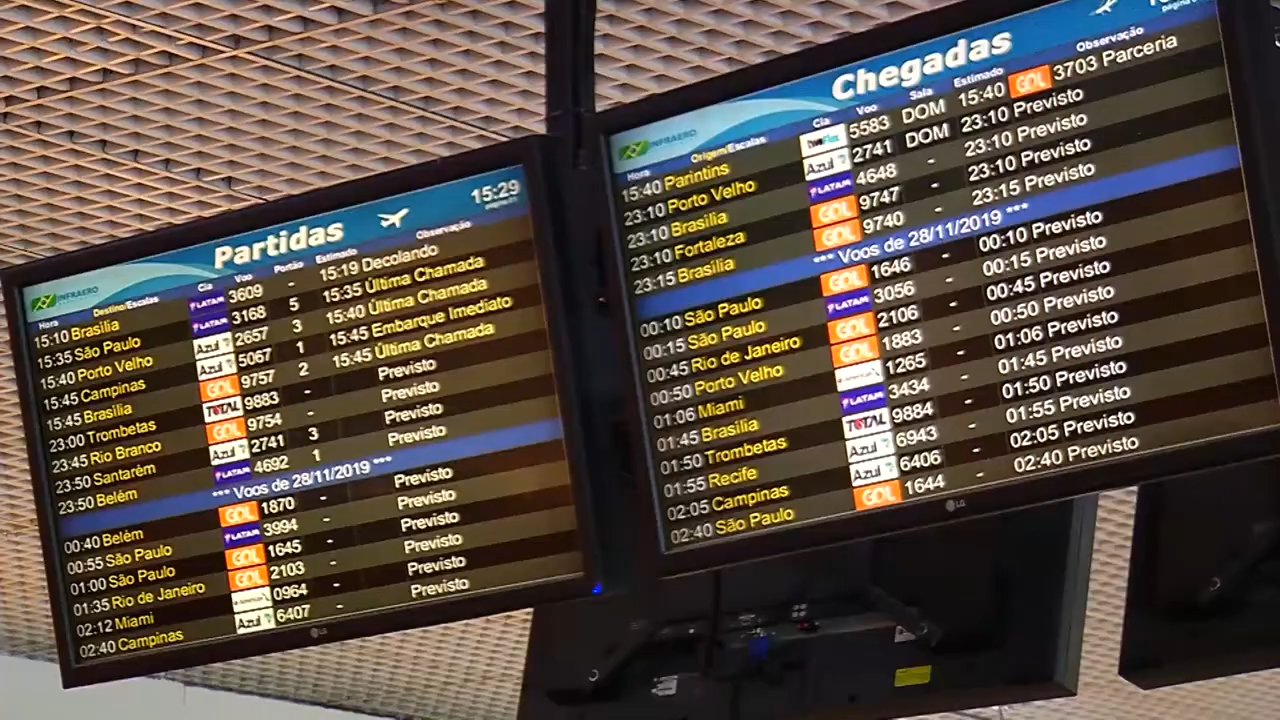 INFRAERO Partidas 15:29
Hora Destino/Escalas Cia Voo Portão Estimado Observação
15:10 Brasília LATAM 3609 - 15:19 Decolando
15:35 São Paulo LATAM 3168 5 15:35 Última Chamada
15:40 Porto Velho Azul 2657 3 15:40 Última Chamada
15:45 Campinas Azul 5067 1 15:45 Embarque Imediato
15:45 Brasília GOL 9757 2 15:45 Última Chamada
23:00 Trombetas TOTAL 9883 - Previsto
23:45 Rio Branco GOL 9754 - Previsto
23:50 Santarém Azul 2741 3 Previsto
23:50 Belém LATAM 4692 1 Previsto
*** Voos de 28/11/2019 ***
00:40 Belém GOL 1870 - Previsto
00:55 São Paulo LATAM 3994 - Previsto
01:00 São Paulo GOL 1645 - Previsto
01:35 Rio de Janeiro GOL 2103 - Previsto
02:12 Miami 0964 - Previsto
02:40 Campinas Azul 6407 - Previsto
LG
INFRAERO Chegadas
Hora Origem/Escalas Cia Voo Sala Estimado Observação
15:40 Parintins 5583 DOM 15:40 GOL 3703 Parceria
23:10 Porto Velho Azul 2741 DOM 23:10 Previsto
23:10 Brasília LATAM 4648 - 23:10 Previsto
23:10 Fortaleza GOL 9747 - 23:10 Previsto
23:15 Brasília GOL 9740 - 23:15 Previsto
*** Voos de 28/11/2019 ***
00:10 São Paulo GOL 1646 - 00:10 Previsto
00:15 São Paulo LATAM 3056 - 00:15 Previsto
00:45 Rio de Janeiro GOL 2106 - 00:45 Previsto
00:50 Porto Velho GOL 1883 - 00:50 Previsto
01:06 Miami 1265 - 01:06 Previsto
01:45 Brasília LATAM 3434 - 01:45 Previsto
01:50 Trombetas TOTAL 9884 - 01:50 Previsto
01:55 Recife Azul 6943 - 01:55 Previsto
02:05 Campinas Azul 6406 - 02:05 Previsto
02:40 São Paulo GOL 1644 - 02:40 Previsto
LG